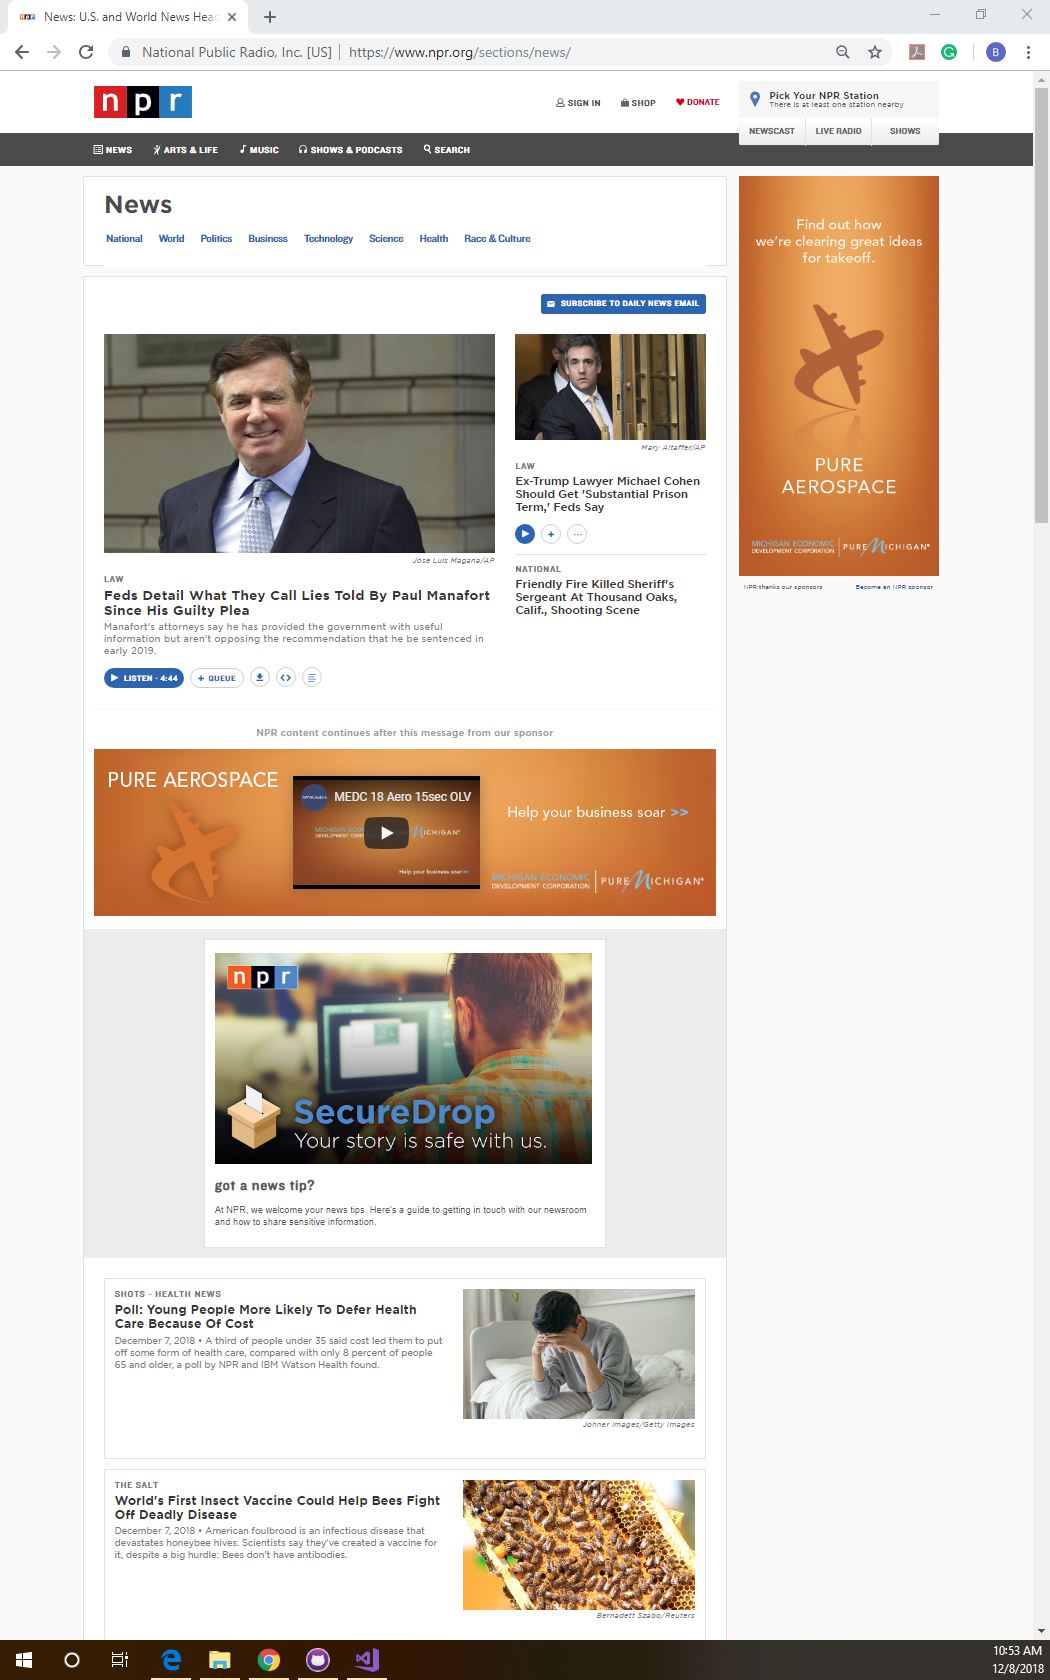 News: U.S. and World News Head
National Public Radio, Inc. [US] | https://www.npr.org/sections/news/
B
npr
SIGN IN
SHOP
DONATE
Pick Your NPR Station
There is at least one station nearby
NEWSCAST
LIVE RADIO
SHOWS
NEWS
ARTS & LIFE
MUSIC
SHOWS & PODCASTS
SEARCH
News
National World Politics Business Technology Science Health Race & Culture
SUBSCRIBE TO DAILY NEWS EMAIL
Jose Luis Magana/AP
LAW
Feds Detail What They Call Lies Told By Paul Manafort
Since His Guilty Plea
Manafort's attorneys say he has provided the government with useful
information but aren't opposing the recommendation that he be sentenced in
early 2019.
LISTEN · 4:44
+ QUEUE
Mary Altaffer/AP
LAW
Ex-Trump Lawyer Michael Cohen
Should Get 'Substantial Prison
Term,' Feds Say
NATIONAL
Friendly Fire Killed Sheriff's
Sergeant At Thousand Oaks,
Calif., Shooting Scene
Find out how
we're clearing great ideas
for takeoff.
PURE
AEROSPACE
MICHIGAN ECONOMIC
DEVELOPMENT CORPORATION
PURE MICHIGAN®
NPR thanks our sponsors
Become an NPR sponsor
NPR content continues after this message from our sponsor
PURE AEROSPACE
MEDC 18 Aero 15sec OLV
Help your business soar >>
Help your business soar >>
MICHIGAN ECONOMIC
DEVELOPMENT CORPORATION
PURE MICHIGAN®
npr
SecureDrop
Your story is safe with us.
got a news tip?
At NPR, we welcome your news tips. Here's a guide to getting in touch with our newsroom
and how to share sensitive information.
SHOTS - HEALTH NEWS
Poll: Young People More Likely To Defer Health
Care Because Of Cost
December 7, 2018 • A third of people under 35 said cost led them to put
off some form of health care, compared with only 8 percent of people
65 and older, a poll by NPR and IBM Watson Health found.
Johner Images/Getty Images
THE SALT
World's First Insect Vaccine Could Help Bees Fight
Off Deadly Disease
December 7, 2018 • American foulbrood is an infectious disease that
devastates honeybee hives. Scientists say they've created a vaccine for
it, despite a big hurdle: Bees don't have antibodies.
Bernadett Szabo/Reuters
10:53 AM
12/8/2018